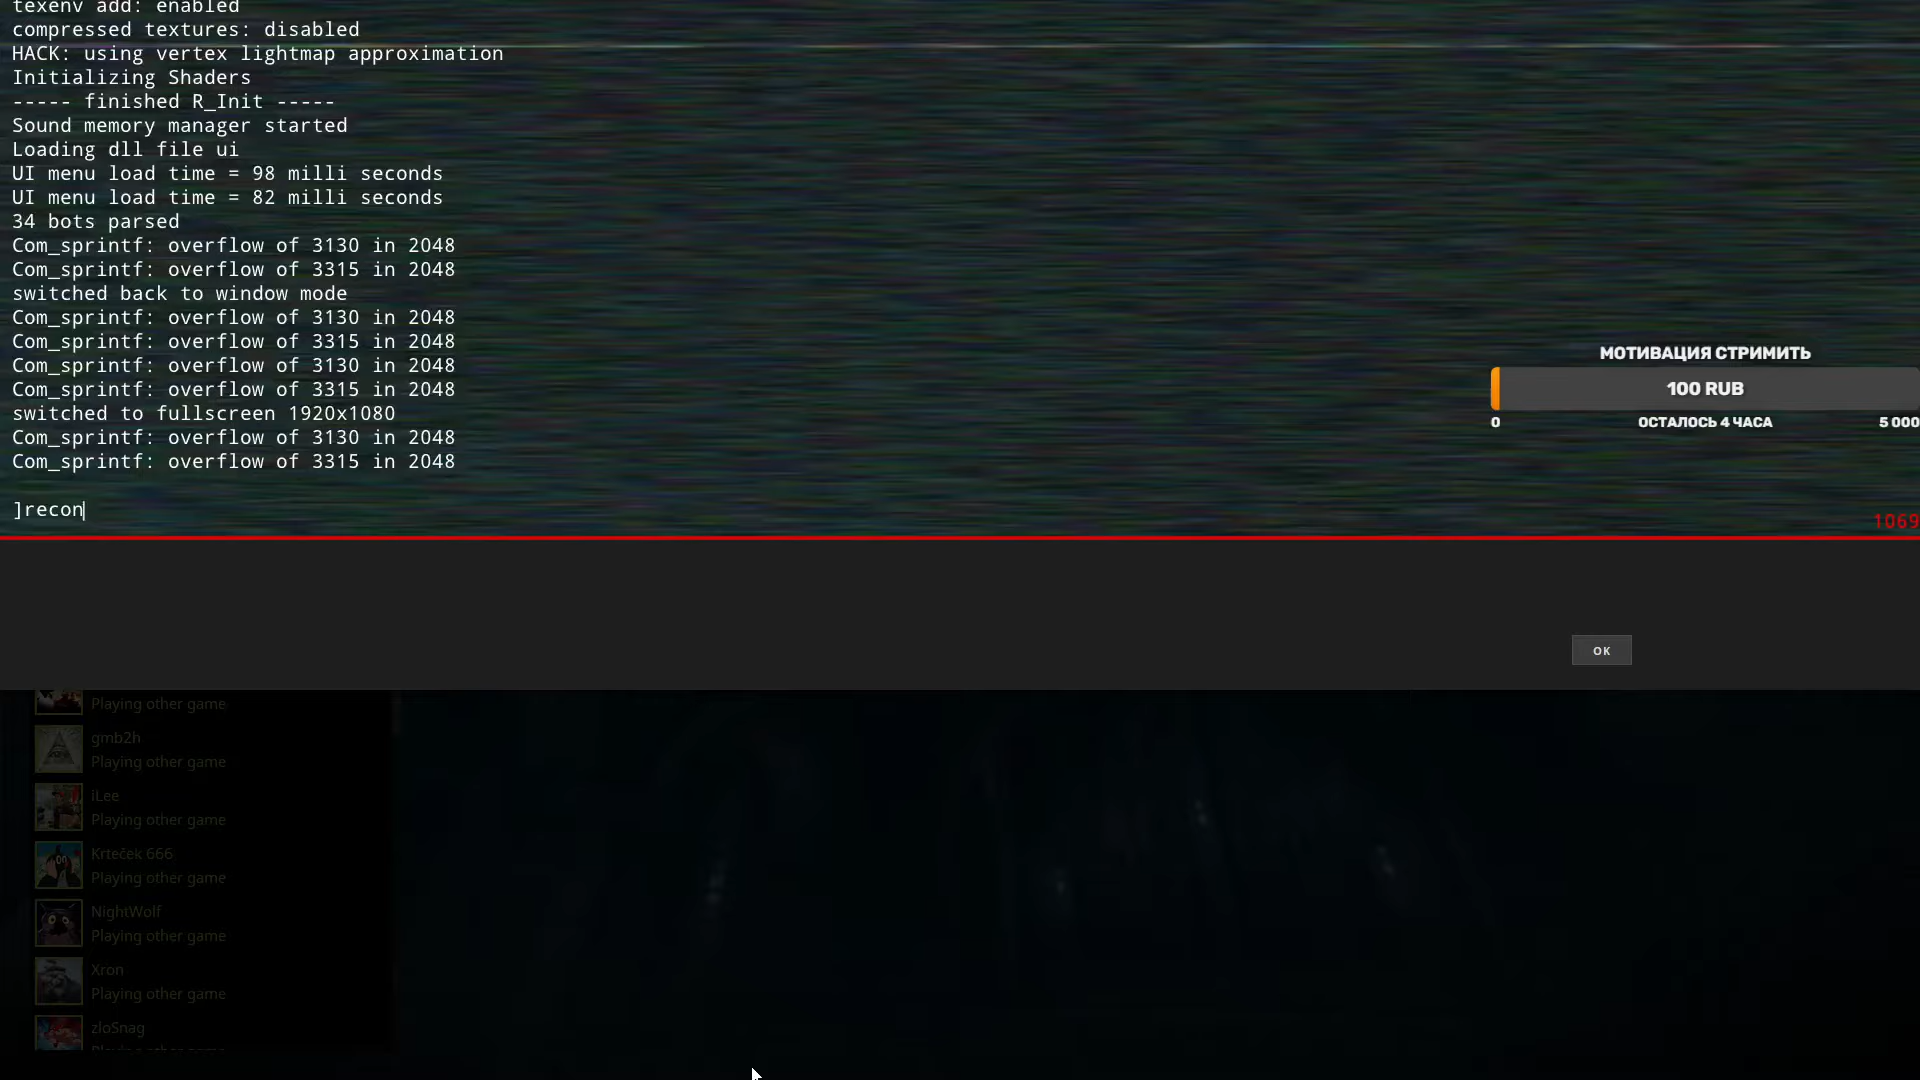 texenv add: enabled
compressed textures: disabled
HACK: using vertex lightmap approximation
Initializing Shaders
----- finished R_Init -----
Sound memory manager started
Loading dll file ui
UI menu load time = 98 milli seconds
UI menu load time = 82 milli seconds
34 bots parsed
Com_sprintf: overflow of 3130 in 2048
Com_sprintf: overflow of 3315 in 2048
switched back to window mode
Com_sprintf: overflow of 3130 in 2048
Com_sprintf: overflow of 3315 in 2048
Com_sprintf: overflow of 3130 in 2048
Com_sprintf: overflow of 3315 in 2048
switched to fullscreen 1920x1080
Com_sprintf: overflow of 3130 in 2048
Com_sprintf: overflow of 3315 in 2048
]recon
МОТИВАЦИЯ СТРИМИТЬ
100 RUB
0 ОСТАЛОСЬ 4 ЧАСА 5 000
1069
OK
Playing other game
gmb2h
Playing other game
iLee
Playing other game
Krteček 666
Playing other game
NightWolf
Playing other game
Xron
Playing other game
zloSnag
Playing other game